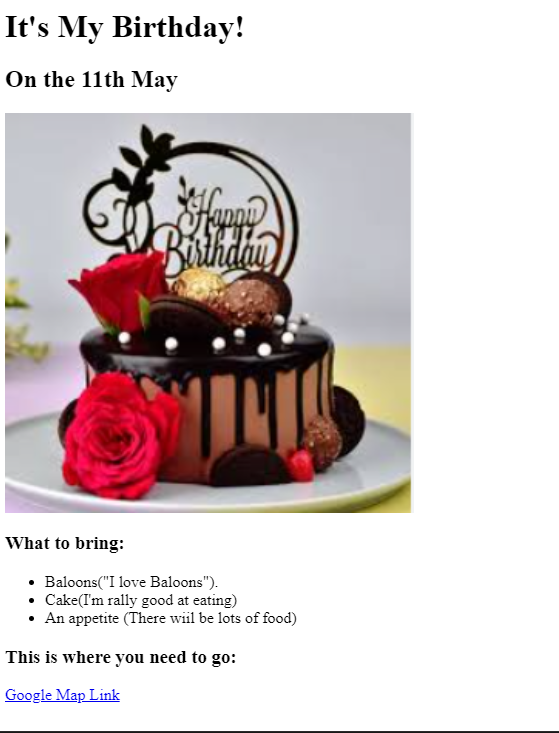 It's My Birthday!
On the 11th May
Happy
Birthday
What to bring:
Baloons("I love Baloons").
Cake(I'm rally good at eating)
An appetite (There wiil be lots of food)
This is where you need to go:
Google Map Link